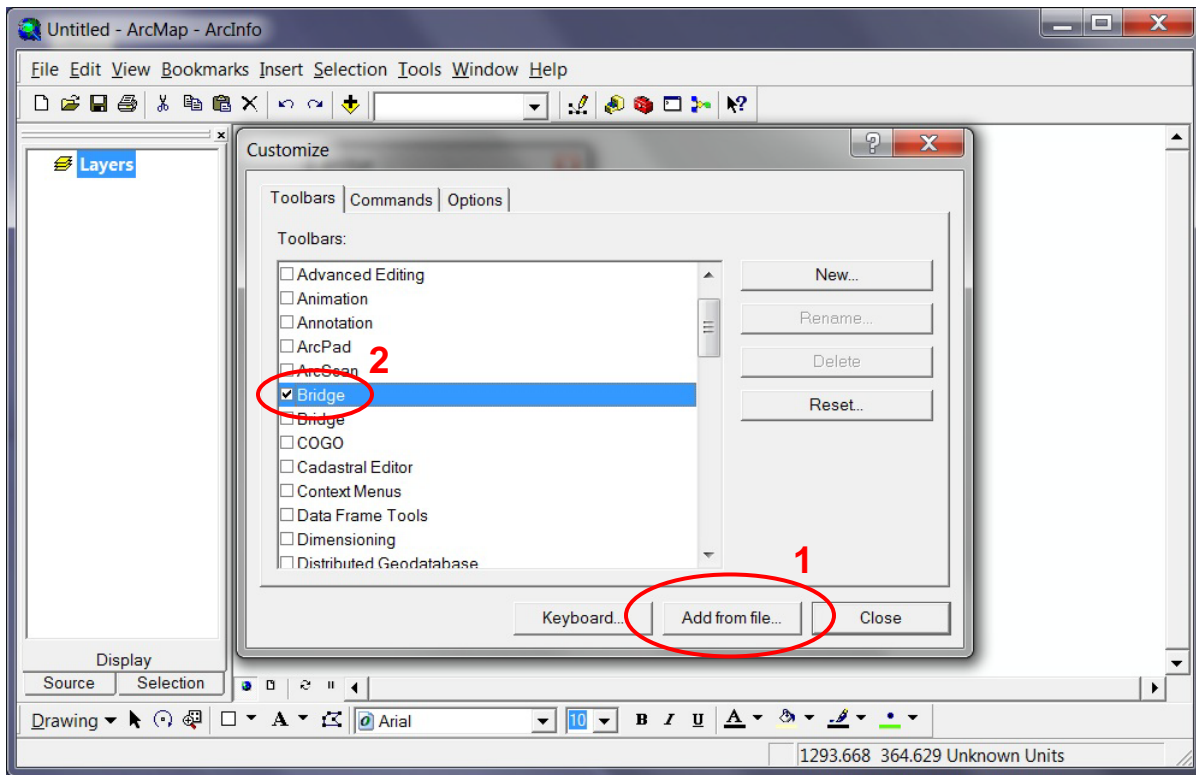 Untitled - ArcMap - ArcInfo
File Edit View Bookmarks Insert Selection Tools Window Help
Layers
Customize
Toolbars Commands Options
Toolbars:
Advanced Editing
Animation
Annotation
ArcPad
ArcScan
2
Bridge
Bridge
COGO
Cadastral Editor
Context Menus
Data Frame Tools
Dimensioning
Distributed Geodatabase
New...
Rename...
Delete
Reset...
1
Keyboard... Add from file... Close
Display
Source Selection
Drawing A Arial 10 B I U A
1293.668 364.629 Unknown Units